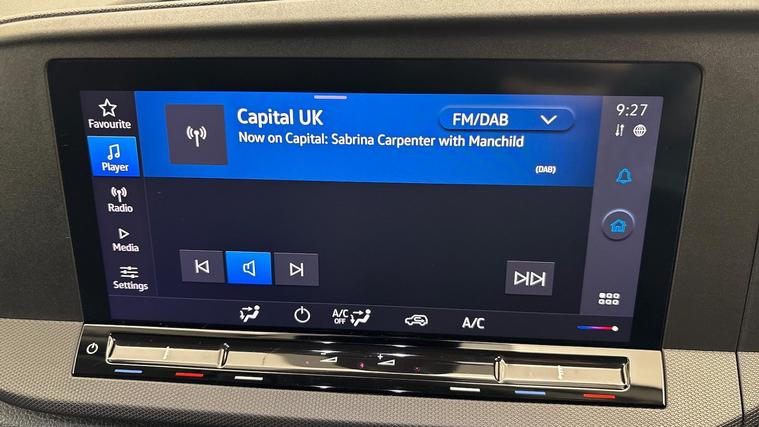 Favourite
Player
Radio
Media
Settings
Capital UK
FM/DAB
Now on Capital: Sabrina Carpenter with Manchild
(DAB)
9:27
A/C
OFF
A/C